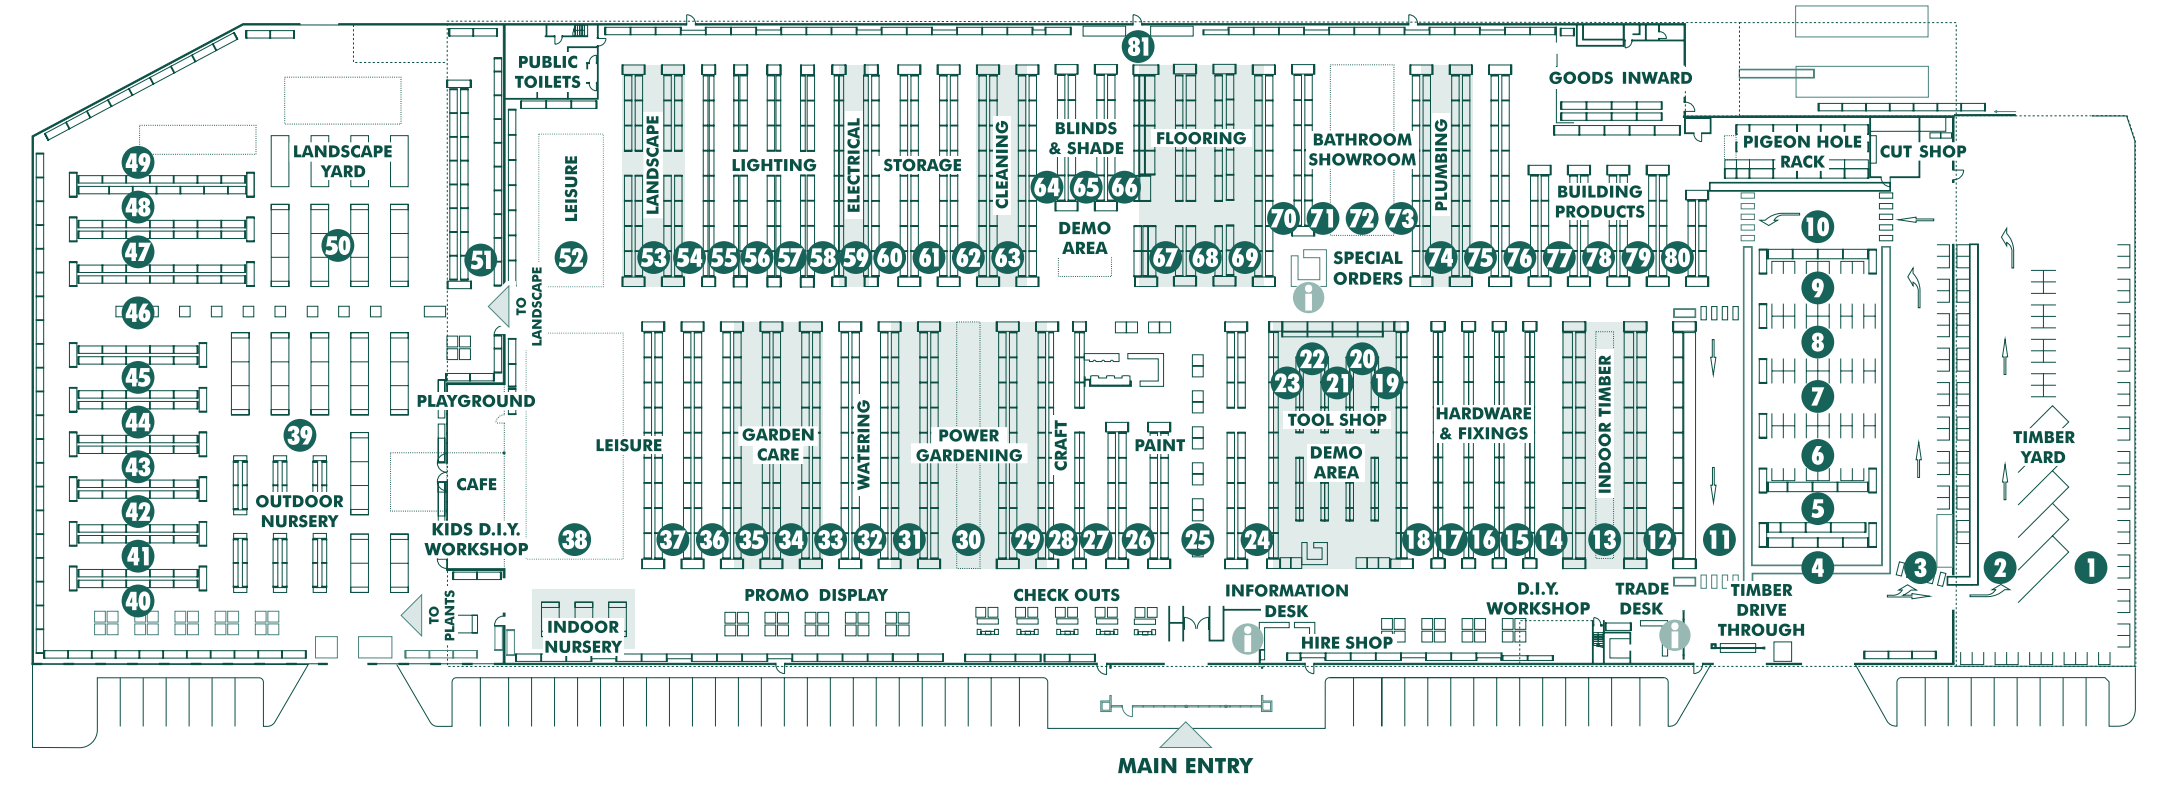 81
PUBLIC
TOILETS
GOODS INWARD
LANDSCAPE
YARD
LEISURE
LANDSCAPE
LIGHTING
ELECTRICAL
STORAGE
CLEANING
BLINDS
& SHADE
FLOORING
BATHROOM
SHOWROOM
PLUMBING
BUILDING
PRODUCTS
PIGEON HOLE
RACK
CUT SHOP
49
48
47
50
51
52
53
54
55
56
57
58
59
60
61
62
63
64
65
66
DEMO
AREA
67
68
69
70
71
72
73
SPECIAL
ORDERS
i
74
75
76
77
78
79
80
10
9
8
7
6
5
4
46
TO
LANDSCAPE
45
44
43
42
41
40
39
OUTDOOR
NURSERY
PLAYGROUND
CAFE
KIDS D.I.Y.
WORKSHOP
TO
PLANTS
LEISURE
GARDEN
CARE
WATERING
POWER
GARDENING
CRAFT
PAINT
23
22
21
20
19
TOOL SHOP
DEMO
AREA
HARDWARE
& FIXINGS
INDOOR TIMBER
TIMBER
YARD
38
37
36
35
34
33
32
31
30
29
28
27
26
25
24
18
17
16
15
14
13
12
11
3
2
1
INDOOR
NURSERY
PROMO DISPLAY
CHECK OUTS
INFORMATION
DESK
i
HIRE SHOP
D.I.Y.
WORKSHOP
TRADE
DESK
i
TIMBER
DRIVE
THROUGH
MAIN ENTRY